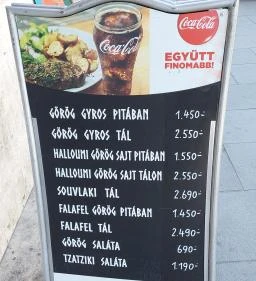 Coca-Cola
Coca-Cola
EGYÜTT
FINOMABB!
GÖRÖG GYROS PITÁBAN 1.450-
GÖRÖG GYROS TÁL 2.550-
HALLOUMI GÖRÖG SAJT PITÁBAN 1.550-
HALLOUMI GÖRÖG SAJT TÁLON 2.550-
SOUVLAKI TÁL 2.690-
FALAFEL GÖRÖG PITÁBAN 1.450-
FALAFEL TÁL 2.490-
GÖRÖG SALÁTA 690-
TZATZIKI SALÁTA 1.190-